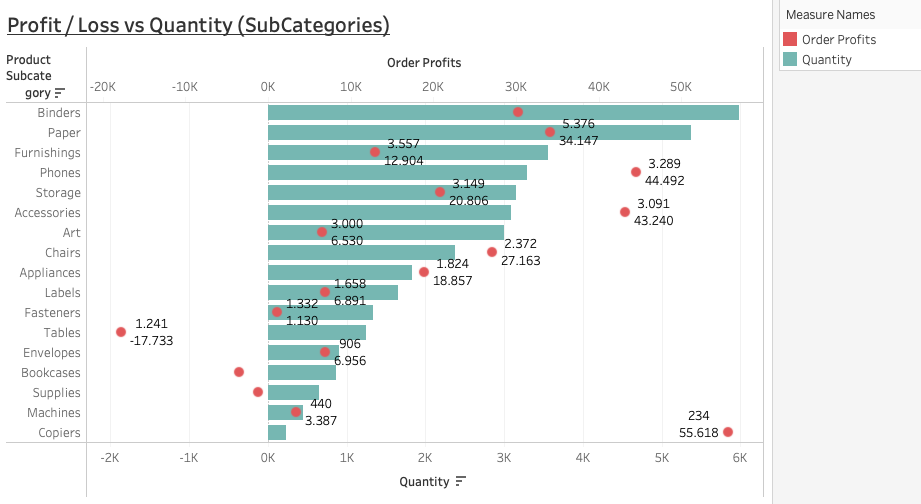 Profit / Loss vs Quantity (SubCategories)
Measure Names
Order Profits
Quantity
Product
Subcate
gory
Order Profits
-20K -10K 0K 10K 20K 30K 40K 50K
Binders
Paper
5.376
34.147
Furnishings
3.557
12.904
Phones
3.289
44.492
Storage
3.149
20.806
Accessories
3.091
43.240
Art
3.000
6.530
Chairs
2.372
27.163
Appliances
1.824
18.857
Labels
1.658
6.891
Fasteners
1.332
1.130
Tables
1.241
-17.733
Envelopes
906
6.956
Bookcases
Supplies
Machines
440
3.387
Copiers
234
55.618
-2K -1K 0K 1K 2K 3K 4K 5K 6K
Quantity